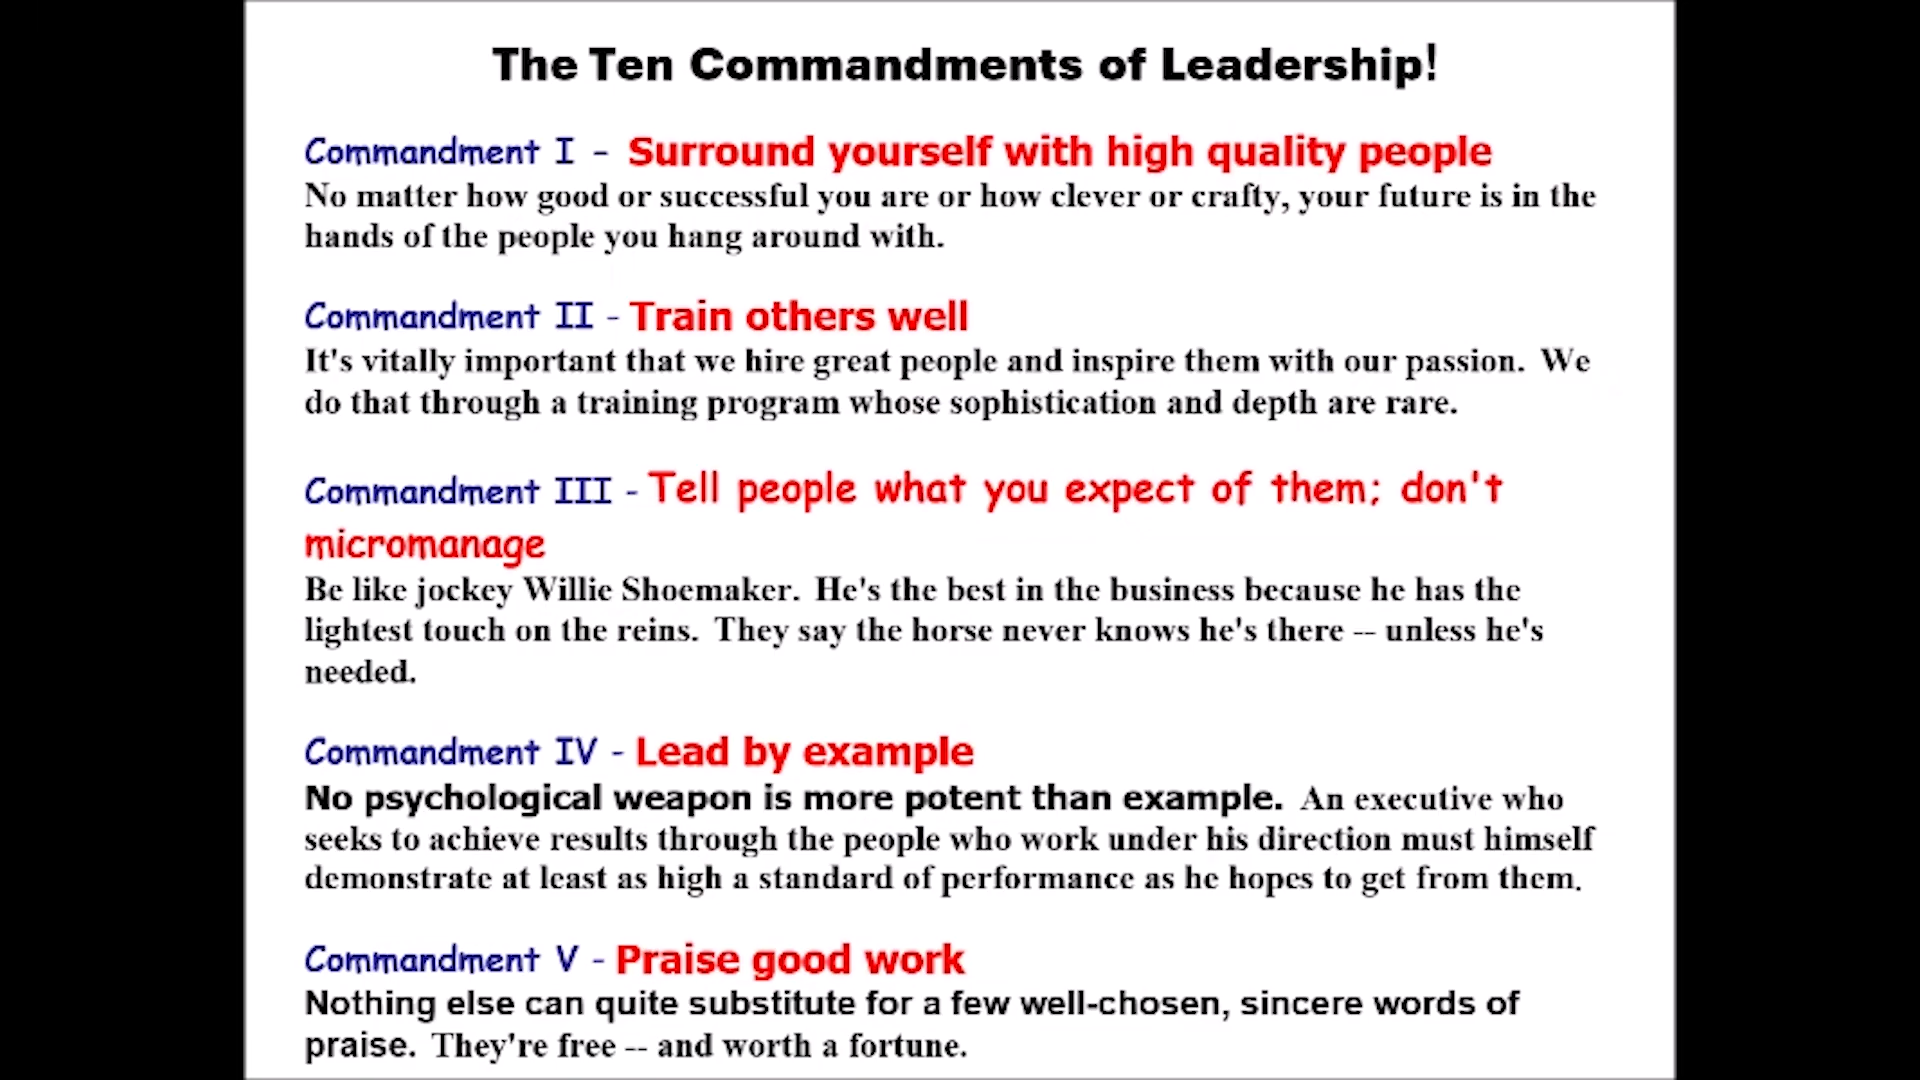 The Ten Commandments of Leadership!
Commandment I - Surround yourself with high quality people
No matter how good or successful you are or how clever or crafty, your future is in the
hands of the people you hang around with.
Commandment II - Train others well
It's vitally important that we hire great people and inspire them with our passion. We
do that through a training program whose sophistication and depth are rare.
Commandment III - Tell people what you expect of them; don't
micromanage
Be like jockey Willie Shoemaker. He's the best in the business because he has the
lightest touch on the reins. They say the horse never knows he's there -- unless he's
needed.
Commandment IV - Lead by example
No psychological weapon is more potent than example. An executive who
seeks to achieve results through the people who work under his direction must himself
demonstrate at least as high a standard of performance as he hopes to get from them.
Commandment V - Praise good work
Nothing else can quite substitute for a few well-chosen, sincere words of
praise. They're free -- and worth a fortune.